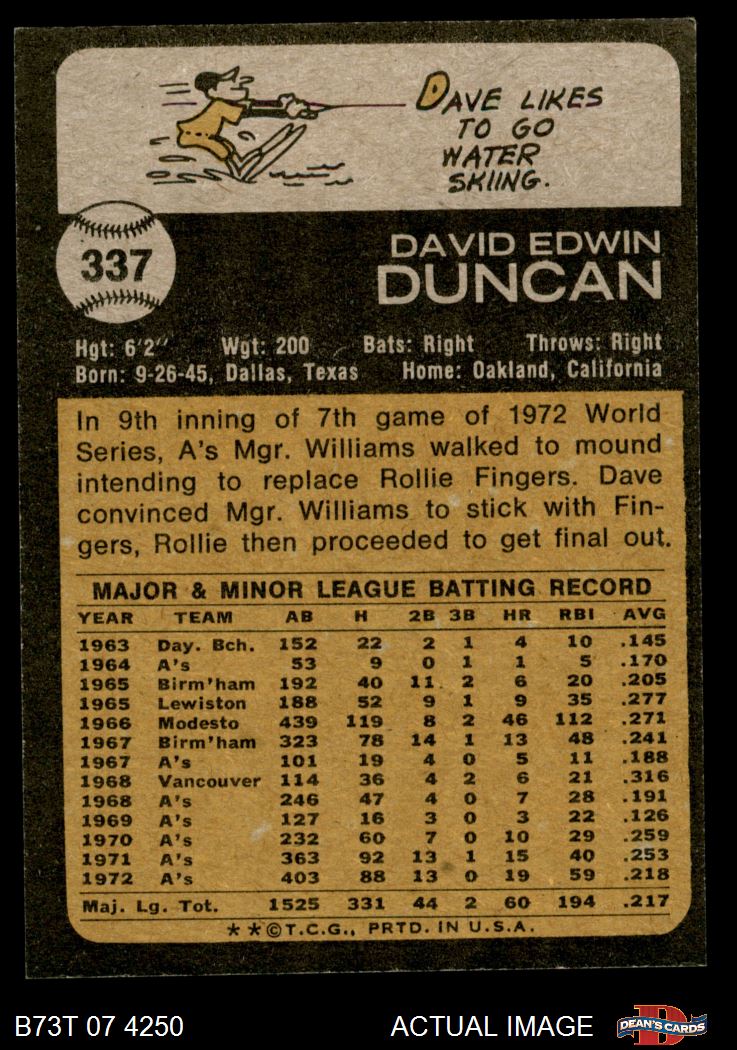 DAVE LIKES
TO GO
WATER
SKIING.
337
DAVID EDWIN
DUNCAN
Hgt: 6'2" Wgt: 200 Bats: Right Throws: Right
Born: 9-26-45, Dallas, Texas Home: Oakland, California
In 9th inning of 7th game of 1972 World
Series, A's Mgr. Williams walked to mound
intending to replace Rollie Fingers. Dave
convinced Mgr. Williams to stick with Fin-
gers, Rollie then proceeded to get final out.
MAJOR & MINOR LEAGUE BATTING RECORD
YEAR TEAM AB H 2B 3B HR RBI AVG
1963 Day. Bch. 152 22 2 1 4 10 .145
1964 A's 53 9 0 1 1 5 .170
1965 Birm'ham 192 40 11 2 6 20 .205
1965 Lewiston 188 52 9 1 9 35 .277
1966 Modesto 439 119 8 2 46 112 .271
1967 Birm'ham 323 78 14 1 13 48 .241
1967 A's 101 19 4 0 5 11 .188
1968 Vancouver 114 36 4 2 6 21 .316
1968 A's 246 47 4 0 7 28 .191
1969 A's 127 16 3 0 3 22 .126
1970 A's 232 60 7 0 10 29 .259
1971 A's 363 92 13 1 15 40 .253
1972 A's 403 88 13 0 19 59 .218
Maj. Lg. Tot. 1525 331 44 2 60 194 .217
**©T.C.G., PRTD. IN U.S.A.
B73T 07 4250 ACTUAL IMAGE D DEAN'S CARDS